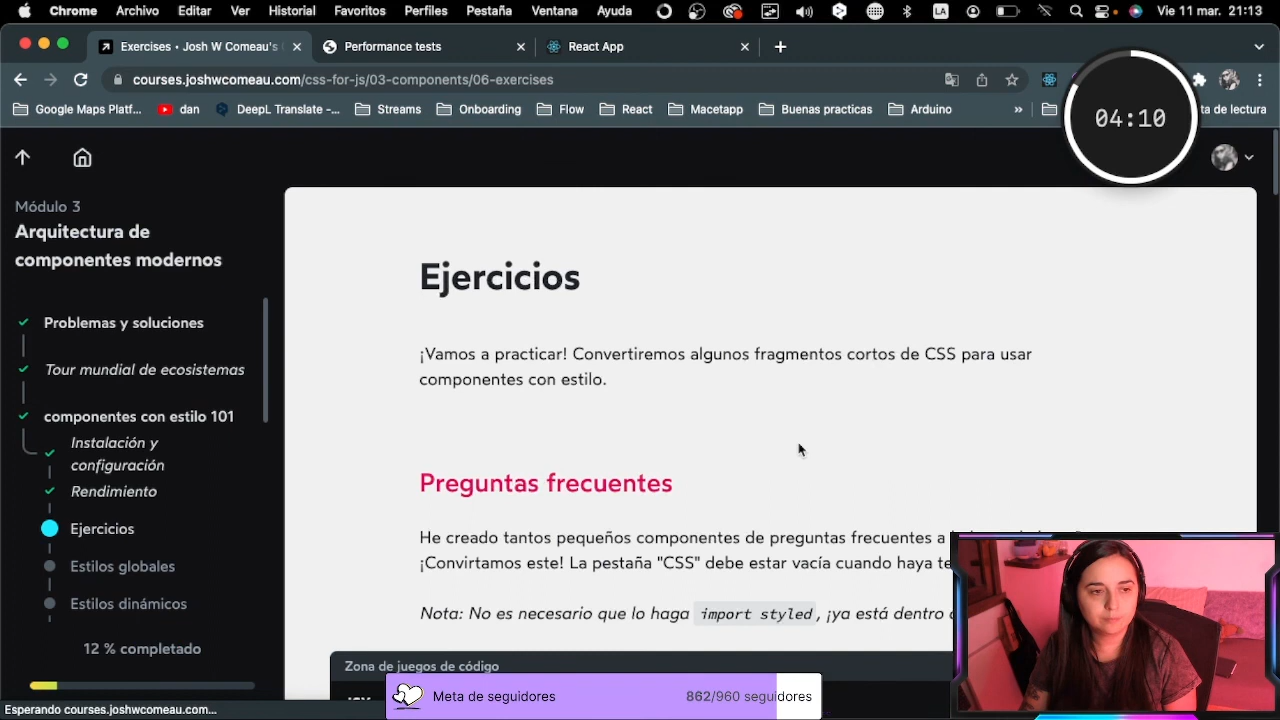 Chrome Archivo Editar Ver Historial Favoritos Perfiles Pestaña Ventana Ayuda LA Vie 11 mar. 21:13
Exercises • Josh W Comeau's
Performance tests
React App
courses.joshwcomeau.com/css-for-js/03-components/06-exercises
Google Maps Platf... dan DeepL Translate -... Streams Onboarding Flow React Macetapp Buenas practicas Arduino » ta de lectura
04:10
Módulo 3
Arquitectura de
componentes modernos
Problemas y soluciones
Tour mundial de ecosistemas
componentes con estilo 101
Instalación y
configuración
Rendimiento
Ejercicios
Estilos globales
Estilos dinámicos
12 % completado
Ejercicios
¡Vamos a practicar! Convertiremos algunos fragmentos cortos de CSS para usar
componentes con estilo.
Preguntas frecuentes
He creado tantos pequeños componentes de preguntas frecuentes a
¡Convirtamos este! La pestaña "CSS" debe estar vacía cuando haya te
Nota: No es necesario que lo haga import styled, ¡ya está dentro
Zona de juegos de código
Meta de seguidores 862/960 seguidores
Esperando courses.joshwcomeau.com...